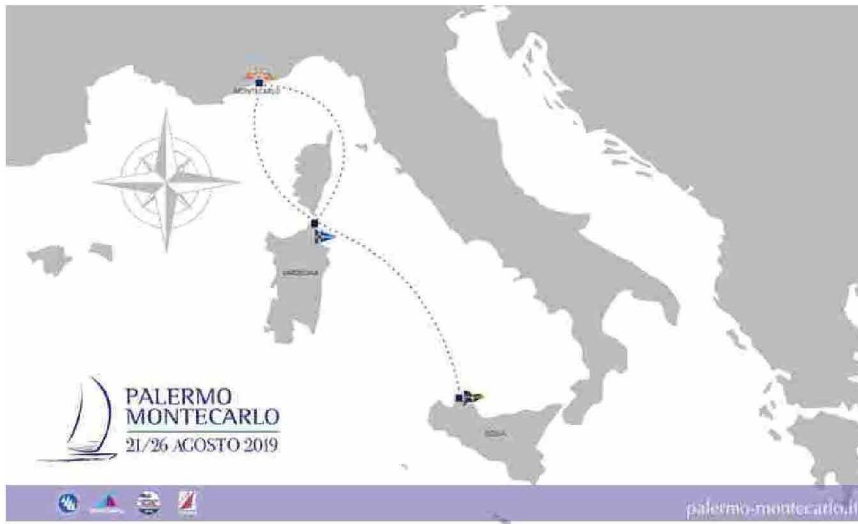 MONTECARLO
SARDEGNA
SICILIA
PALERMO
MONTECARLO
21/26 AGOSTO 2019
palermo-montecarlo.it